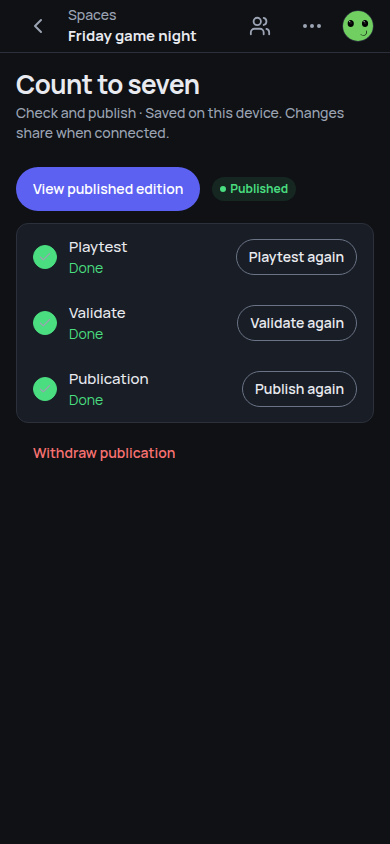 Spaces
Friday game night
Count to seven
Check and publish · Saved on this device. Changes
share when connected.
View published edition
Published
Playtest
Done
Playtest again
Validate
Done
Validate again
Publication
Done
Publish again
Withdraw publication